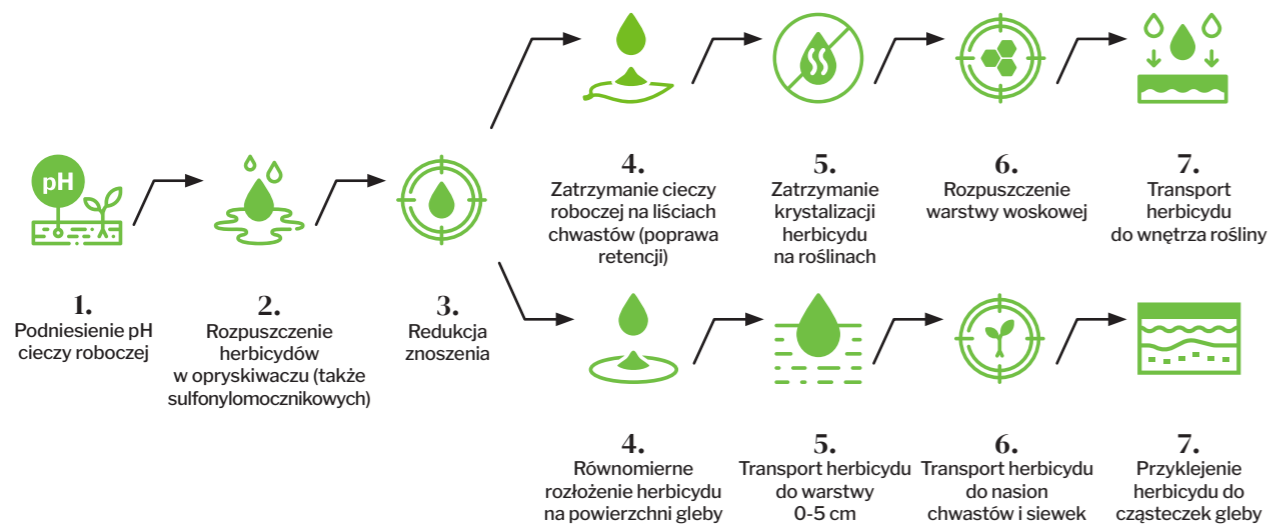 pH
1.
Podniesienie pH
cieczy roboczej
2.
Rozpuszczenie
herbicydów
w opryskiwaczu (także
sulfonylomocznikowych)
3.
Redukcja
znoszenia
4.
Zatrzymanie cieczy
roboczej na liściach
chwastów (poprawa
retencji)
5.
Zatrzymanie
krystalizacji
herbicydu
na roślinach
6.
Rozpuszczenie
warstwy woskowej
7.
Transport
herbicydu
do wnętrza rośliny
4.
Równomierne
rozłożenie herbicydu
na powierzchni gleby
5.
Transport herbicydu
do warstwy
0-5 cm
6.
Transport herbicydu
do nasion
chwastów i siewek
7.
Przyklejenie
herbicydu do
cząsteczek gleby